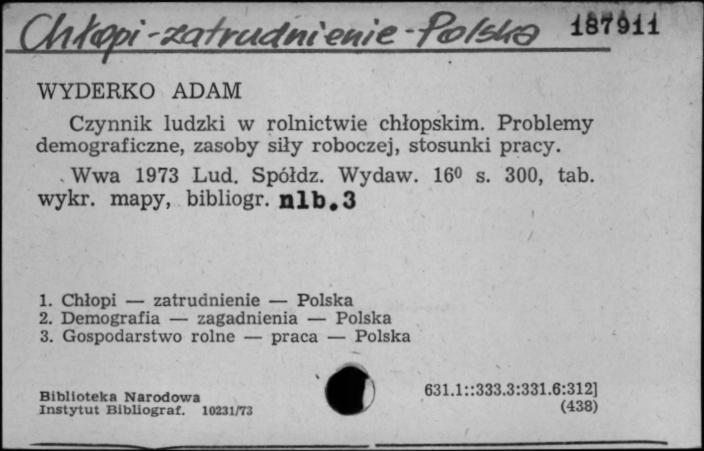 Chłopi-zatrudnienie-Polska 187911
WYDERKO ADAM
Czynnik ludzki w rolnictwie chłopskim. Problemy
demograficzne, zasoby siły roboczej, stosunki pracy.
Wwa 1973 Lud. Spółdz. Wydaw. 16⁰ s. 300, tab.
wykr. mapy, bibliogr. nlb.3
1. Chłopi — zatrudnienie — Polska
2. Demografia — zagadnienia — Polska
3. Gospodarstwo rolne — praca — Polska
631.1::333.3:331.6:312]
(438)
Biblioteka Narodowa
Instytut Bibliograf. 10231/73